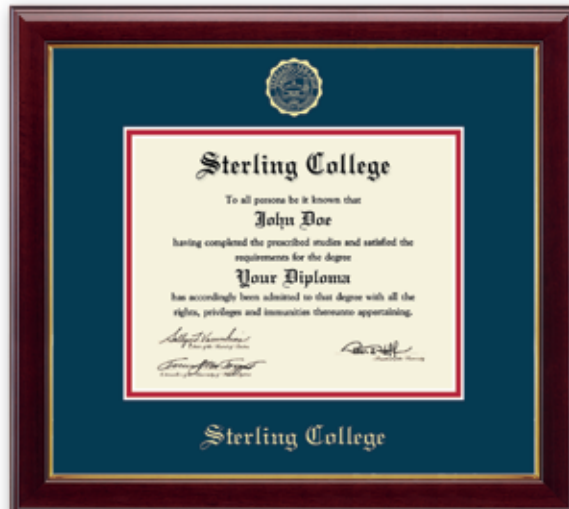 Sterling College
To all persons be it known that
John Doe
having completed the prescribed studies and satisfied the
requirements for the degree
Your Diploma
has accordingly been admitted to that degree with all the
rights, privileges and immunities thereunto appertaining.
Sterling College